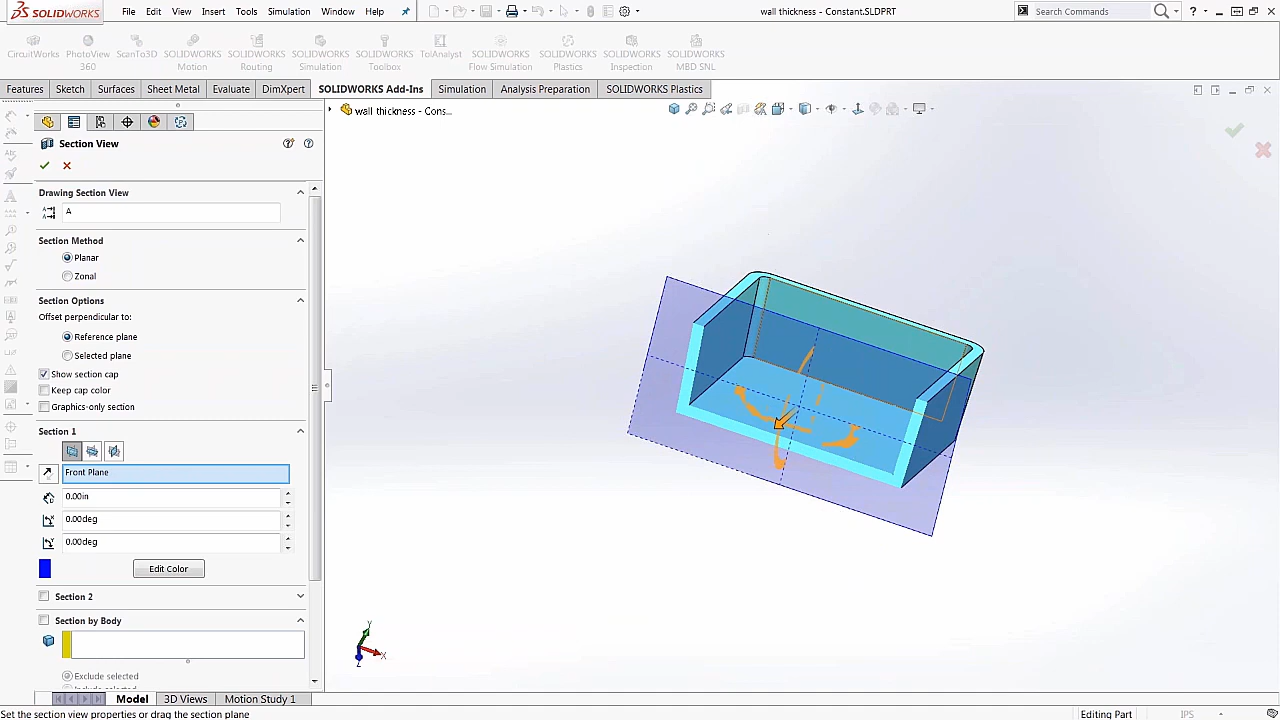 SOLIDWORKS File Edit View Insert Tools Simulation Window Help wall thickness - Constant.SLDPRT Search Commands ?
CircuitWorks PhotoView 360 ScanTo3D SOLIDWORKS Motion SOLIDWORKS Routing SOLIDWORKS Simulation SOLIDWORKS Toolbox TolAnalyst SOLIDWORKS Flow Simulation SOLIDWORKS Plastics SOLIDWORKS Inspection SOLIDWORKS MBD SNL
Features Sketch Surfaces Sheet Metal Evaluate DimXpert SOLIDWORKS Add-Ins Simulation Analysis Preparation SOLIDWORKS Plastics
wall thickness - Cons...
Section View
Drawing Section View
A
Section Method
Planar
Zonal
Section Options
Offset perpendicular to:
Reference plane
Selected plane
Show section cap
Keep cap color
Graphics-only section
Section 1
Front Plane
0.00in
0.00deg
0.00deg
Edit Color
Section 2
Section by Body
Exclude selected
Include selected
Y
X
Z
Model 3D Views Motion Study 1
Set the section view properties or drag the section plane Editing Part IPS